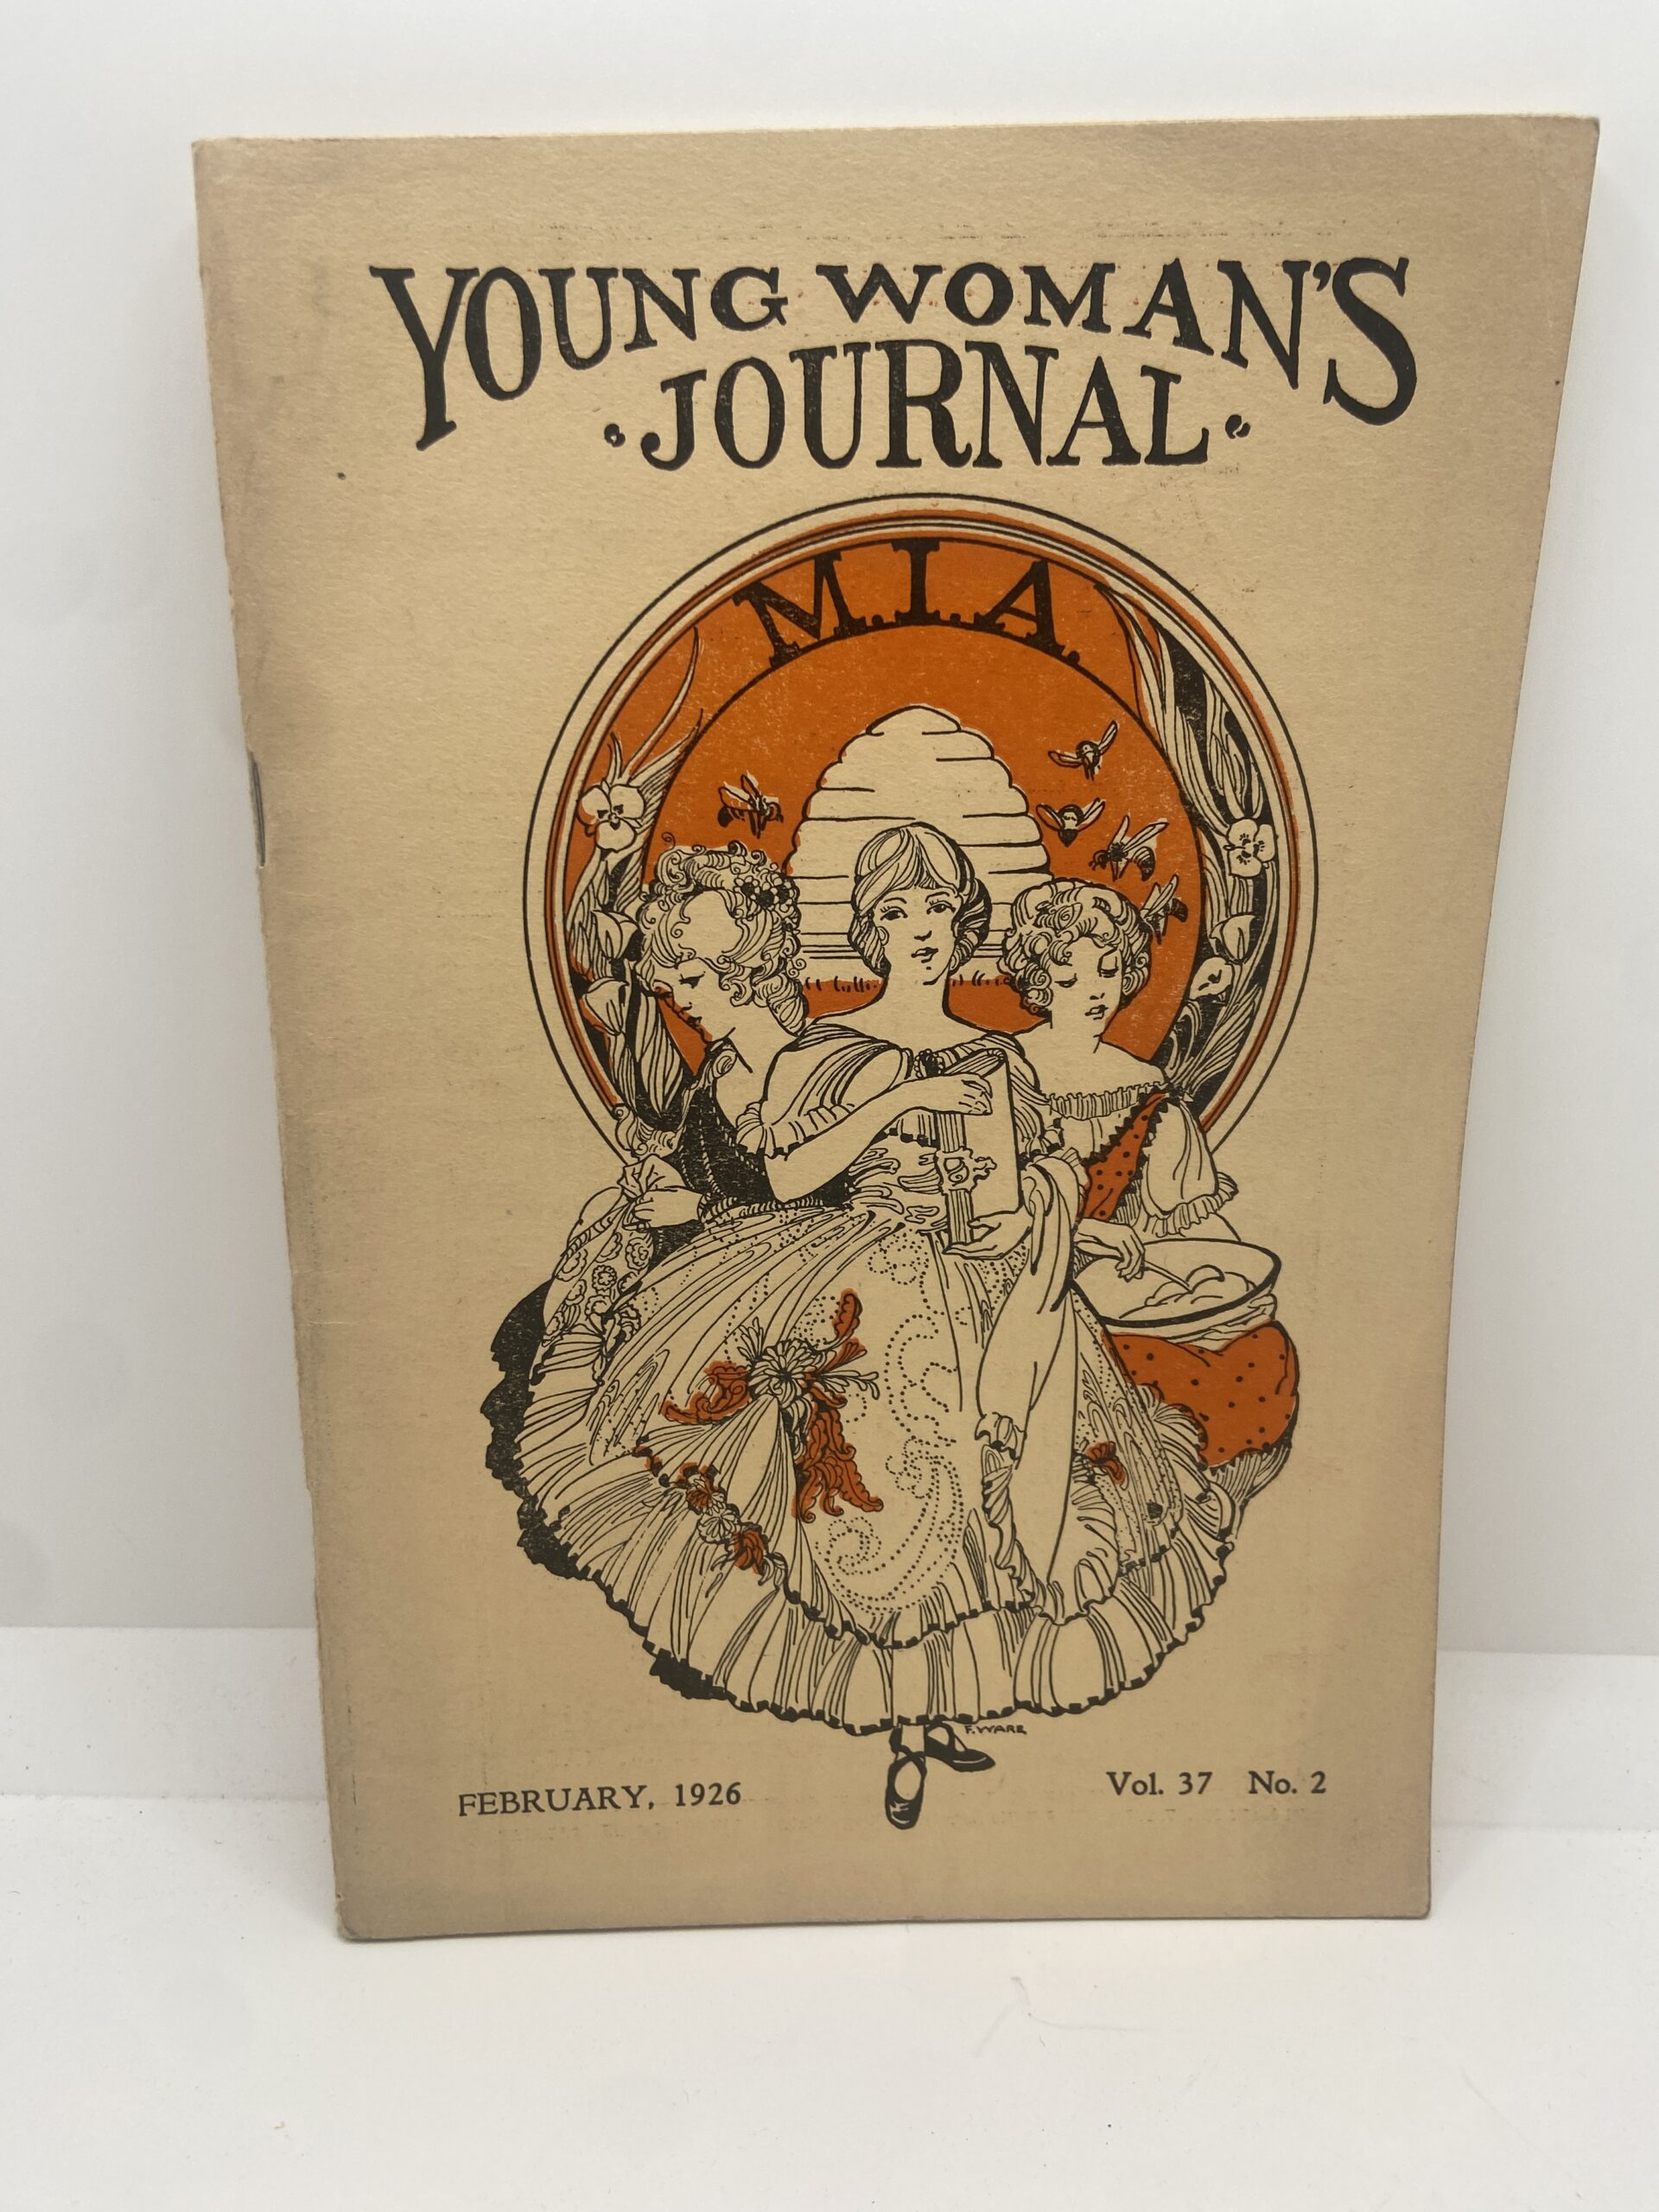 YOUNG WOMAN'S
·JOURNAL·
M.I.A.
F. WARE
FEBRUARY, 1926
Vol. 37 No. 2